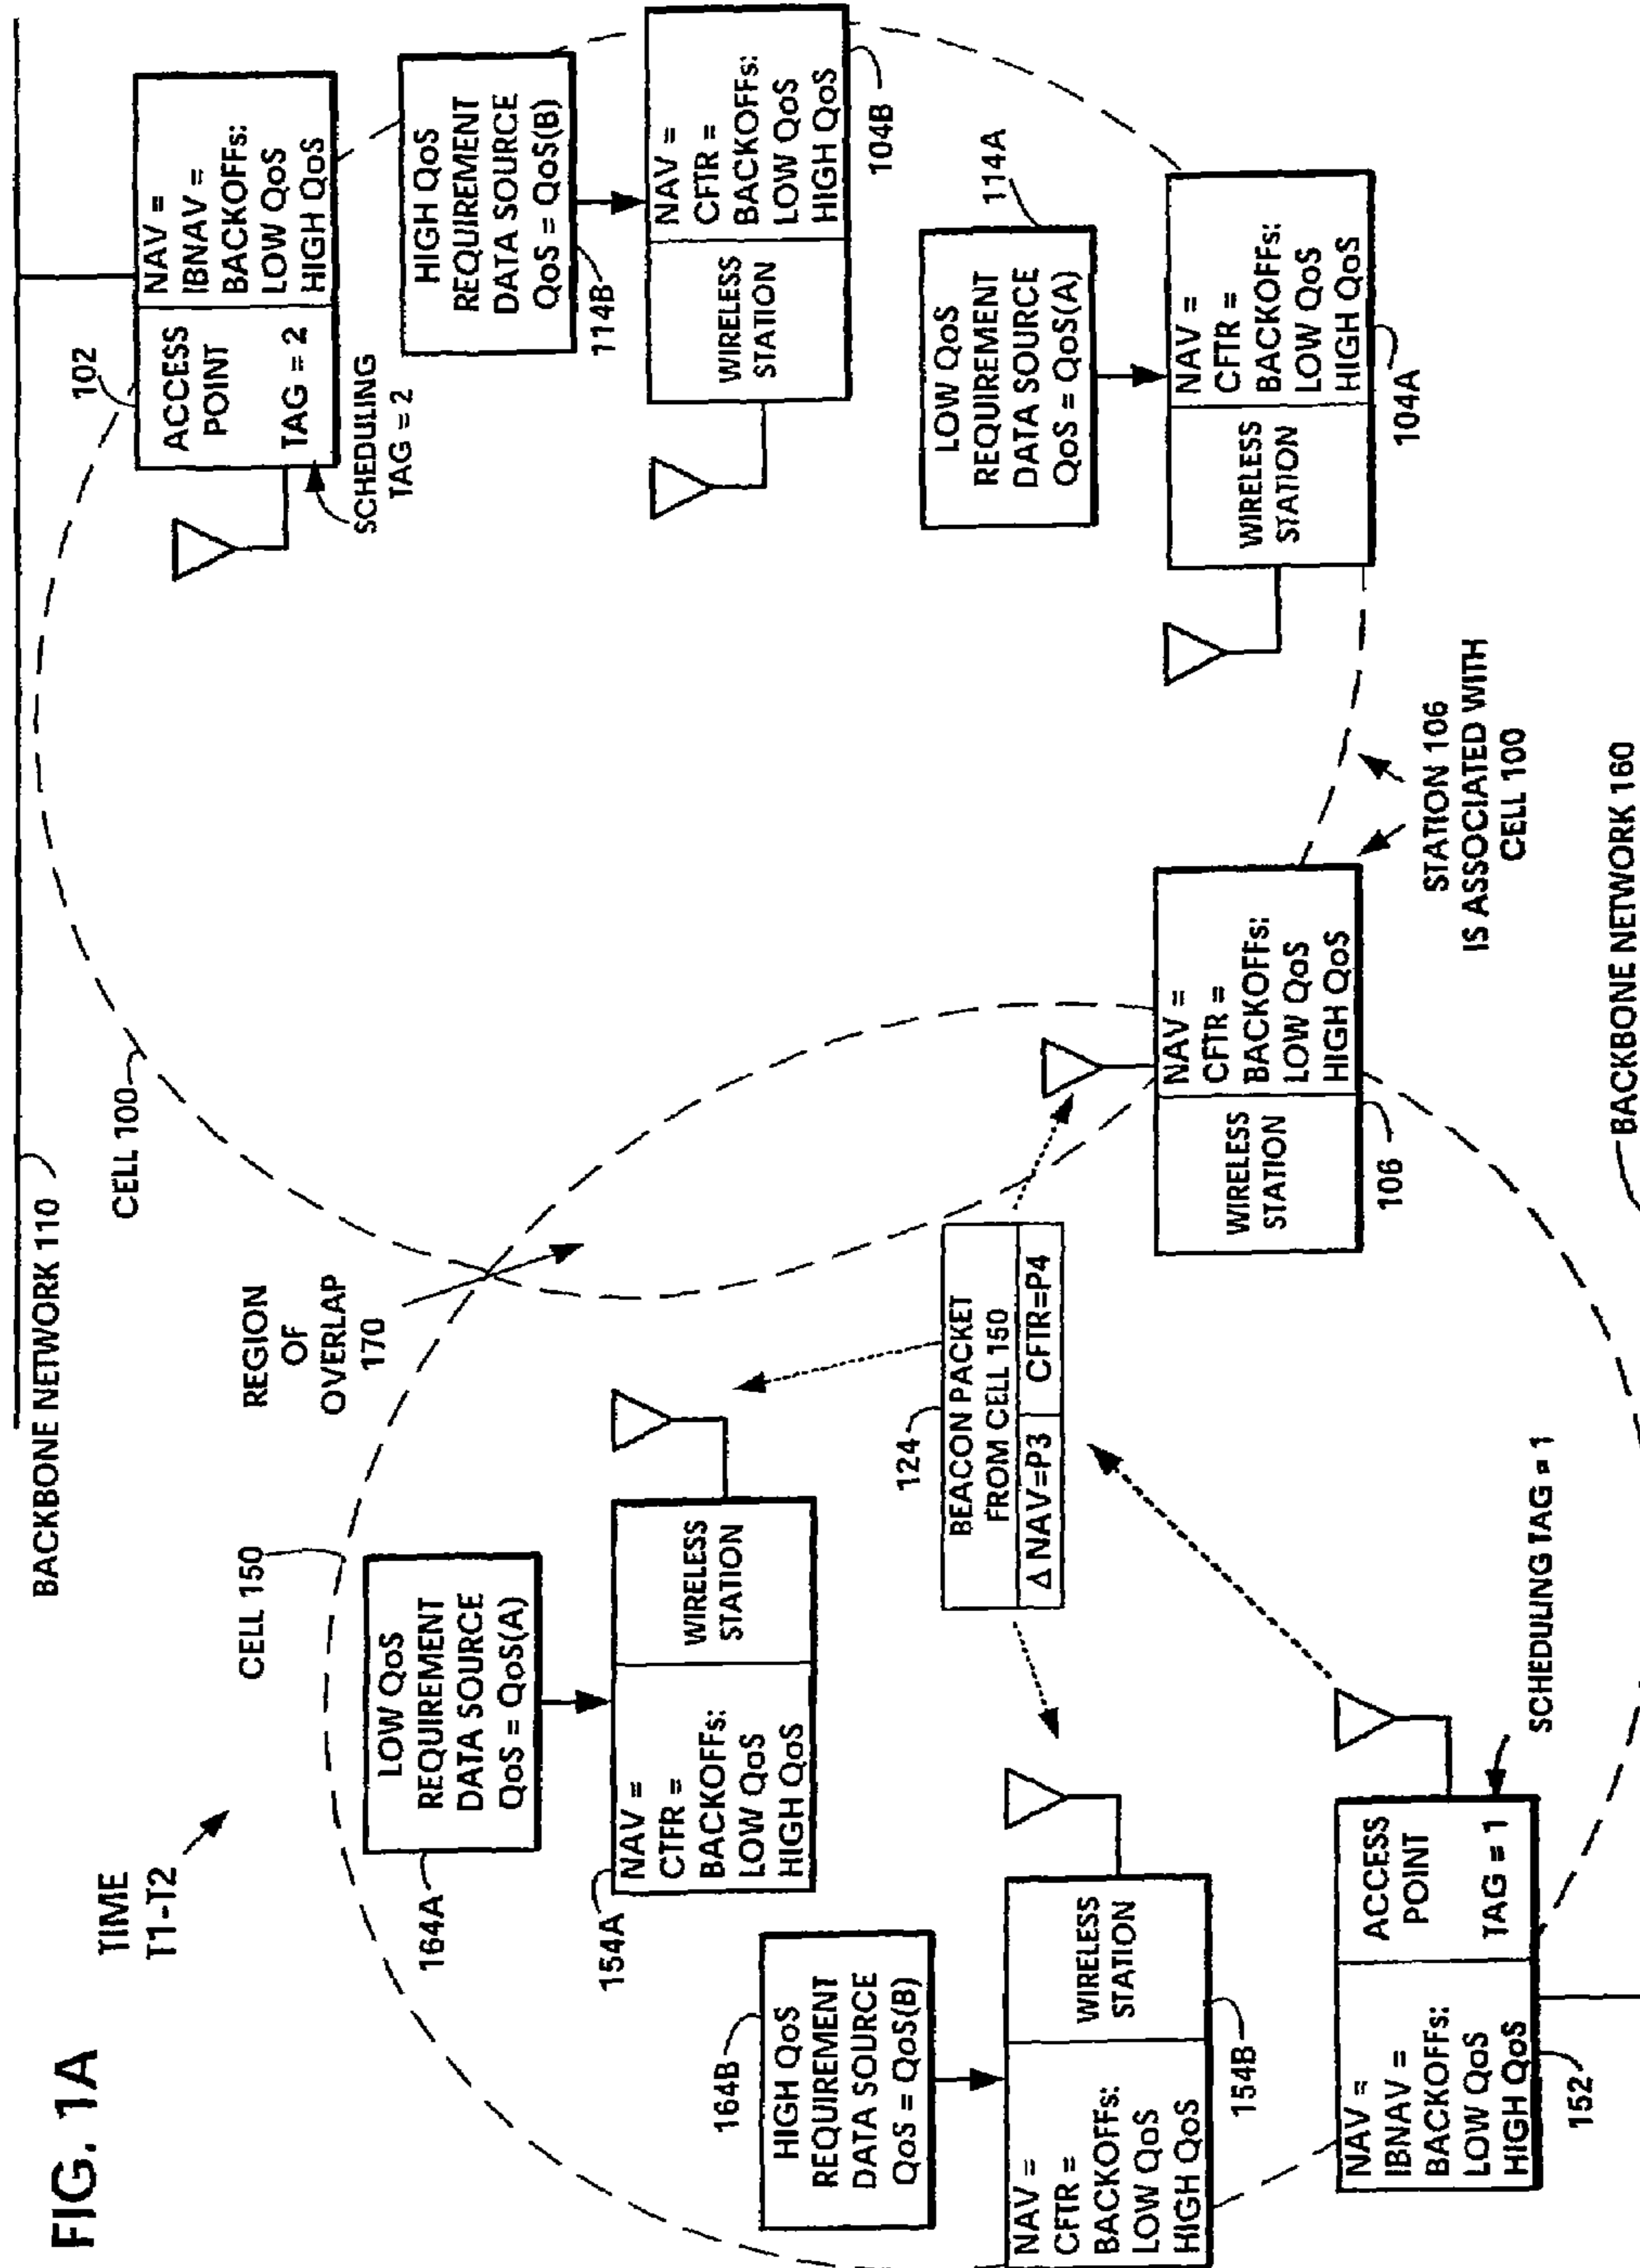 FIG. 1A
TIME
T1-T2
BACKBONE NETWORK 110
CELL 150
CELL 100
REGION
OF
OVERLAP
170
164A
LOW QoS
REQUIREMENT
DATA SOURCE
QoS = QoS(A)
154A
NAV =
CTFR =
BACKOFFs:
LOW QoS
HIGH QoS
WIRELESS
STATION
164B
HIGH QoS
REQUIREMENT
DATA SOURCE
QoS = QoS(B)
NAV =
CFTR =
BACKOFFs:
LOW QoS
HIGH QoS
WIRELESS
STATION
154B
NAV =
IBNAV =
BACKOFFs:
LOW QoS
HIGH QoS
ACCESS
POINT
TAG = 1
152
SCHEDULING TAG = 1
124
BEACON PACKET
FROM CELL 150
Δ NAV=P3
CFTR=P4
WIRELESS
STATION
NAV =
CFTR =
BACKOFFs:
LOW QoS
HIGH QoS
106
STATION 106
IS ASSOCIATED WITH
CELL 100
BACKBONE NETWORK 160
102
ACCESS
POINT
TAG = 2
NAV =
IBNAV =
BACKOFFs:
LOW QoS
HIGH QoS
SCHEDULING
TAG = 2
HIGH QoS
REQUIREMENT
DATA SOURCE
QoS = QoS(B)
114B
WIRELESS
STATION
NAV =
CFTR =
BACKOFFs:
LOW QoS
HIGH QoS
104B
114A
LOW QoS
REQUIREMENT
DATA SOURCE
QoS = QoS(A)
WIRELESS
STATION
NAV =
CFTR =
BACKOFFs:
LOW QoS
HIGH QoS
104A